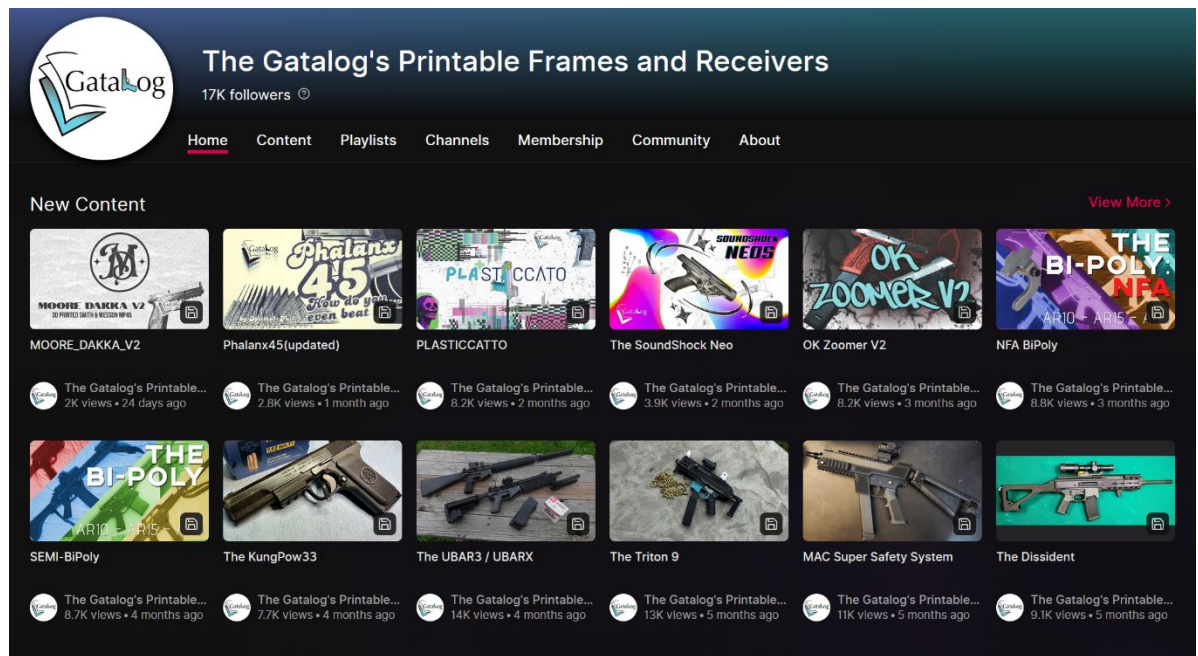 GataLog
The Gatalog's Printable Frames and Receivers
17K followers
Home Content Playlists Channels Membership Community About
New Content
View More >
M
MOORE DAKKA V2
3D PRINTED SMITH & WESSON MP45
GataLog
Phalanx
45
How do you
even beat
GataLog
PLASTICCATO
SOUNDSHOCK
NEOS
GataLog
OK
ZOOMER V2
THE
BI-POLY:
NFA
AR10 - AR15 -
MOORE_DAKKA_V2
Phalanx45(updated)
PLASTICCATTO
The SoundShock Neo
OK Zoomer V2
NFA BiPoly
The Gatalog's Printable...
2K views • 24 days ago
The Gatalog's Printable...
2.8K views • 1 month ago
The Gatalog's Printable...
8.2K views • 2 months ago
The Gatalog's Printable...
3.9K views • 2 months ago
The Gatalog's Printable...
8.2K views • 3 months ago
The Gatalog's Printable...
8.8K views • 3 months ago
THE
BI-POLY
AR10 - AR15 -
SEMI-BiPoly
The KungPow33
The UBAR3 / UBARX
The Triton 9
MAC Super Safety System
The Dissident
The Gatalog's Printable...
8.7K views • 4 months ago
The Gatalog's Printable...
7.7K views • 4 months ago
The Gatalog's Printable...
14K views • 4 months ago
The Gatalog's Printable...
13K views • 5 months ago
The Gatalog's Printable...
11K views • 5 months ago
The Gatalog's Printable...
9.1K views • 5 months ago